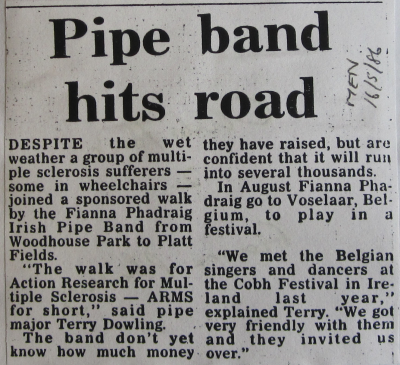 Pipe band
hits road
MEN
16/5/86
DESPITE the wet
weather a group of multi-
ple sclerosis sufferers —
some in wheelchairs —
joined a sponsored walk
by the Fianna Phadraig
Irish Pipe Band from
Woodhouse Park to Platt
Fields.
"The walk was for
Action Research for Mul-
tiple Sclerosis — ARMS
for short," said pipe
major Terry Dowling.
The band don't yet
know how much money
they have raised, but are
confident that it will run
into several thousands.
In August Fianna Pha-
draig go to Voselaar, Bel-
gium, to play in a
festival.
"We met the Belgian
singers and dancers at
the Cobh Festival in Ire-
land last year,"
explained Terry. "We got
very friendly with them
and they invited us
over."